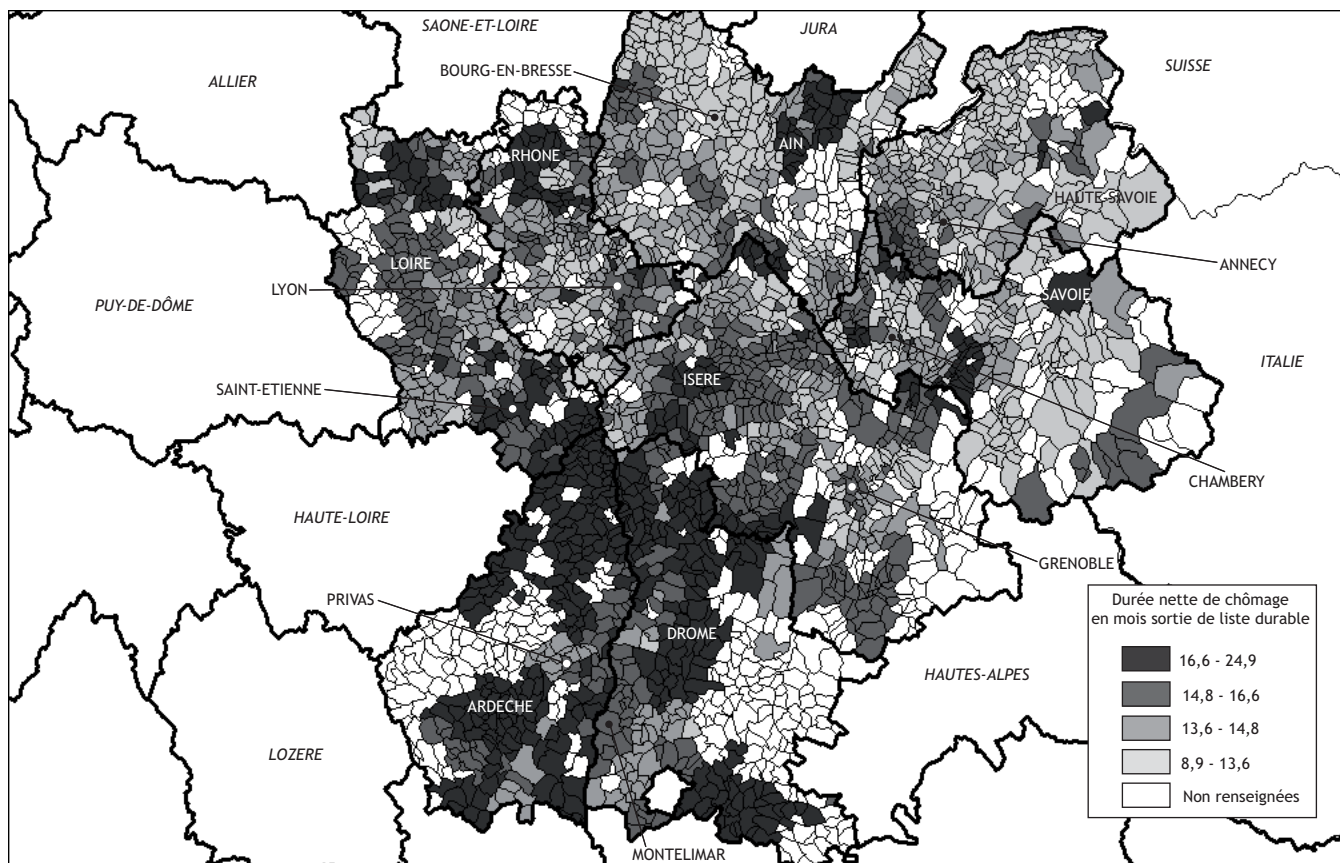 SAONE-ET-LOIRE
JURA
SUISSE
ALLIER
BOURG-EN-BRESSE
RHONE
AIN
HAUTE-SAVOIE
LOIRE
ANNECY
LYON
SAVOIE
PUY-DE-DÔME
ITALIE
ISERE
SAINT-ETIENNE
CHAMBERY
HAUTE-LOIRE
GRENOBLE
PRIVAS
DROME
HAUTES-ALPES
ARDECHE
LOZERE
MONTELIMAR
Durée nette de chômage
en mois sortie de liste durable
16,6 - 24,9
14,8 - 16,6
13,6 - 14,8
8,9 - 13,6
Non renseignées